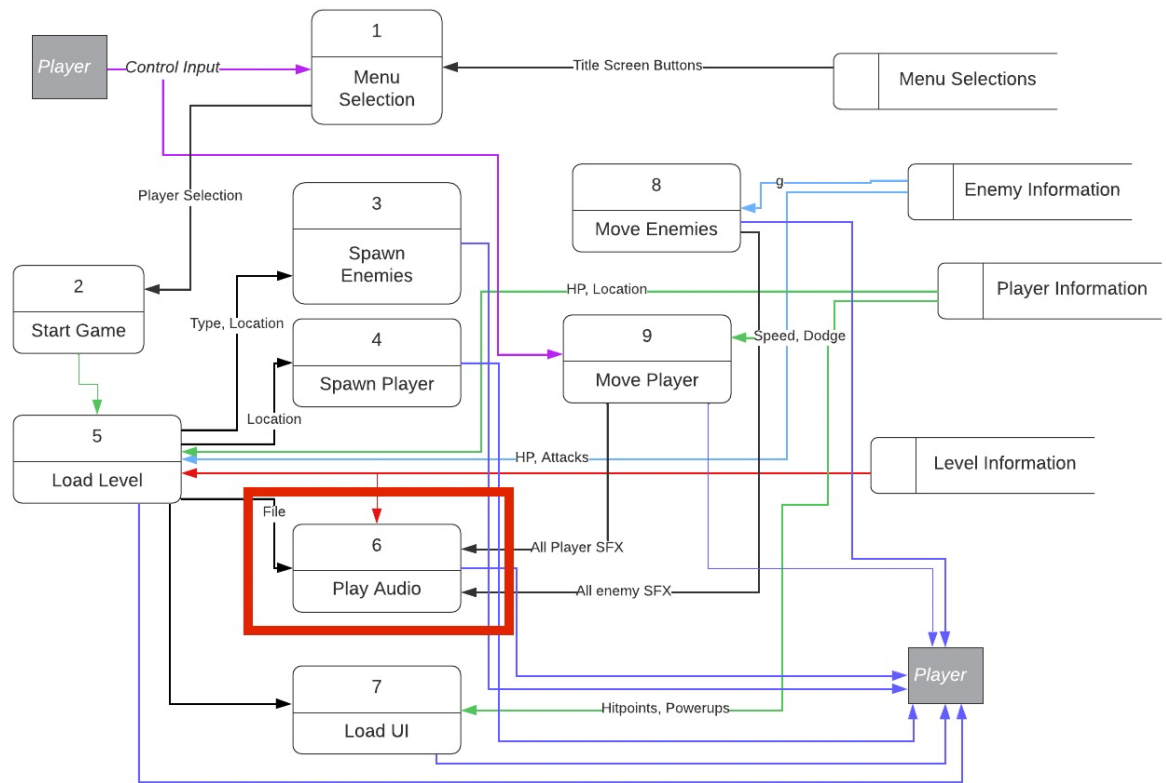 1
Player
Control Input
Title Screen Buttons
Menu Selections
Menu
Selection
Player Selection
3
8
g
Enemy Information
Move Enemies
Spawn
Enemies
2
HP, Location
Player Information
Type, Location
Start Game
4
9
Speed, Dodge
Spawn Player
Move Player
Location
5
HP, Attacks
Level Information
Load Level
File
6
All Player SFX
Play Audio
All enemy SFX
7
Player
Hitpoints, Powerups
Load UI